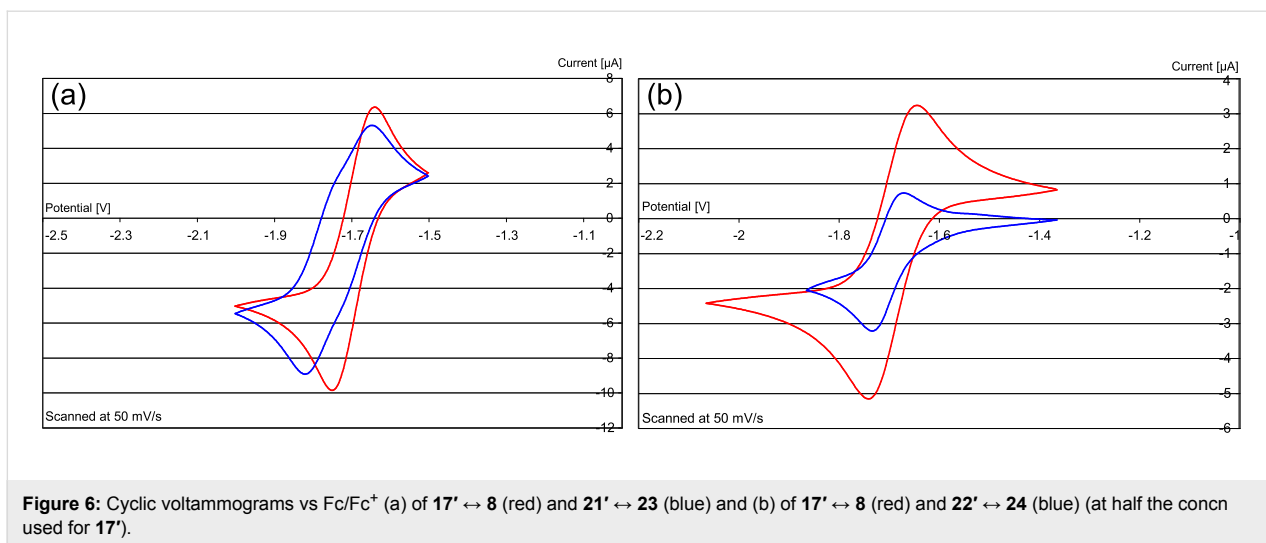 Current [µA]
(a)
8
6
4
2
0
-2
-4
-6
-8
-10
-12
Potential [V]
-2.5 -2.3 -2.1 -1.9 -1.7 -1.5 -1.3 -1.1
Scanned at 50 mV/s
Current [µA]
(b)
4
3
2
1
0
-1
-2
-3
-4
-5
-6
Potential [V]
-2.2 -2 -1.8 -1.6 -1.4 -1.2 -1
Scanned at 50 mV/s
Figure 6: Cyclic voltammograms vs Fc/Fc⁺ (a) of 17′ ↔ 8 (red) and 21′ ↔ 23 (blue) and (b) of 17′ ↔ 8 (red) and 22′ ↔ 24 (blue) (at half the concn
used for 17′).